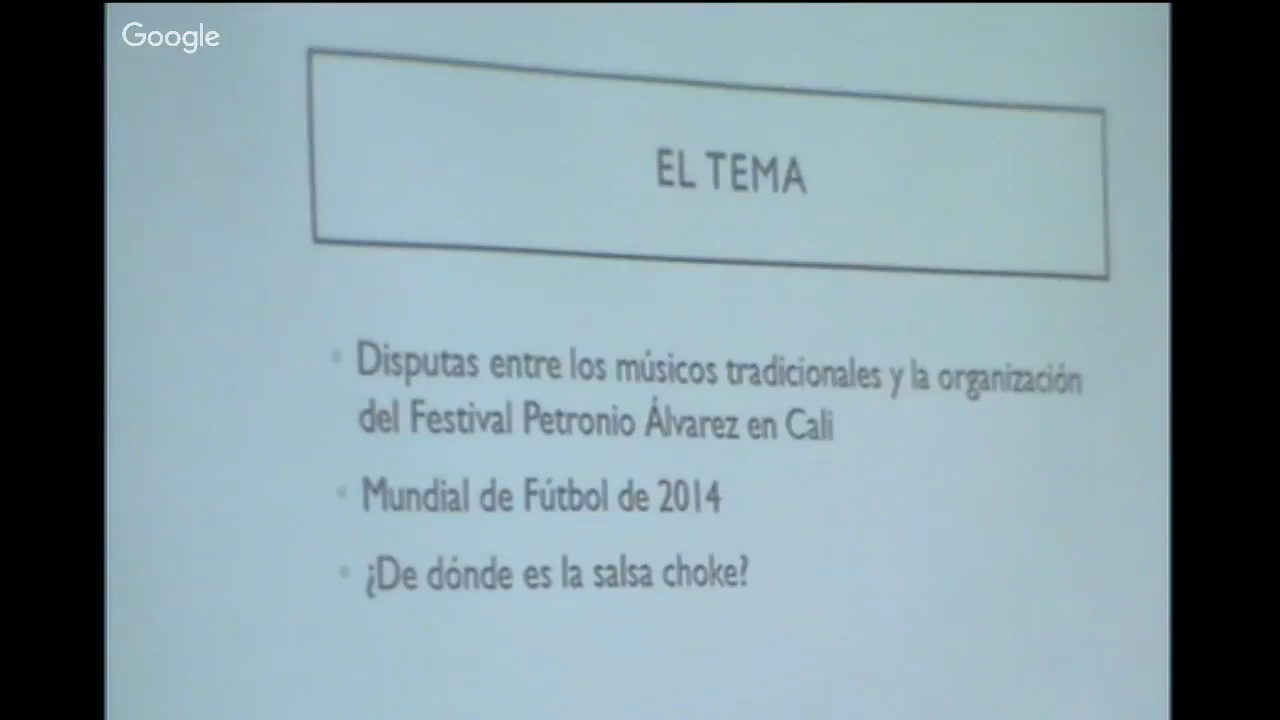 Google
EL TEMA
Disputas entre los músicos tradicionales y la organización
del Festival Petronio Álvarez en Cali
Mundial de Fútbol de 2014
¿De dónde es la salsa choke?